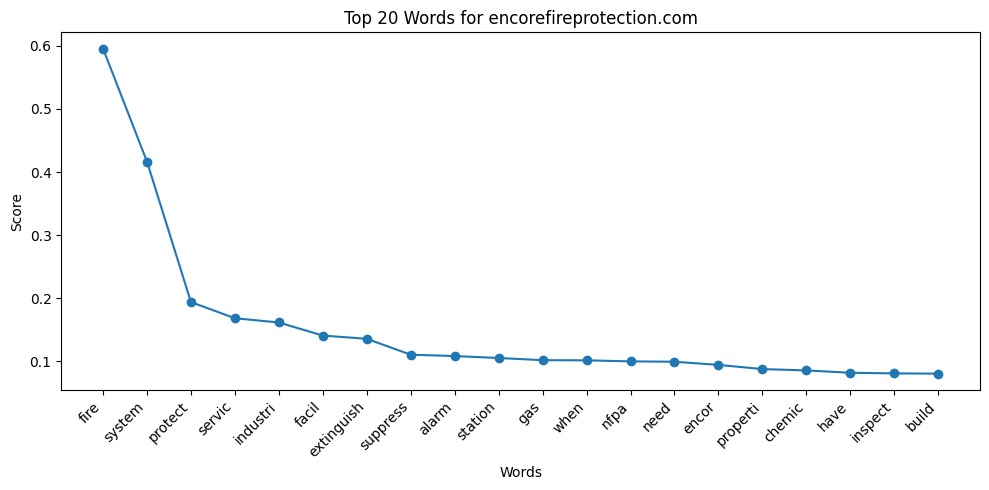 Top 20 Words for encorefireprotection.com
0.6
0.5
0.4
0.3
0.2
0.1
Score
fire
system
protect
servic
industri
facil
extinguish
suppress
alarm
station
gas
when
nfpa
need
encor
properti
chemic
have
inspect
build
Words